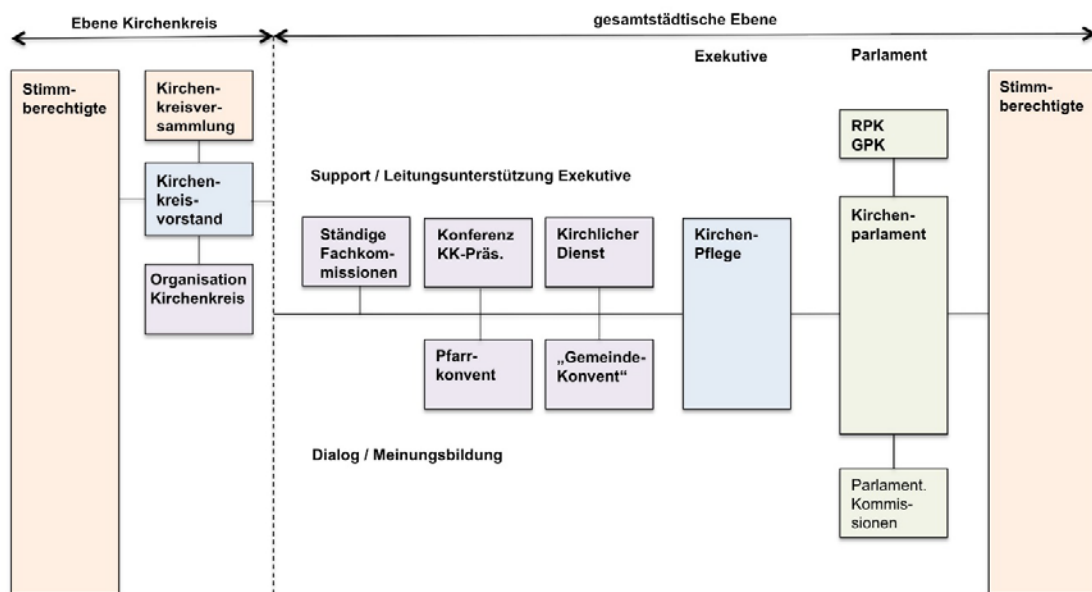 Ebene Kirchenkreis
gesamtstädtische Ebene
Exekutive
Parlament
Stimm-
berechtigte
Kirchen-
kreisver-
sammlung
Kirchen-
kreis-
vorstand
Organisation
Kirchenkreis
Support / Leitungsunterstützung Exekutive
Ständige
Fachkom-
missionen
Konferenz
KK-Präs.
Kirchlicher
Dienst
Pfarr-
konvent
„Gemeinde-
Konvent“
Dialog / Meinungsbildung
Kirchen-
Pflege
RPK
GPK
Kirchen-
parlament
Parlament.
Kommis-
sionen
Stimm-
berechtigte